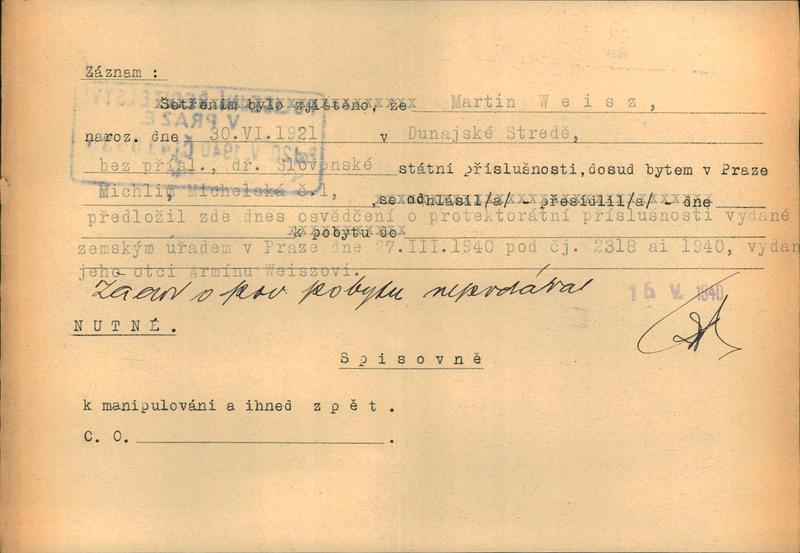 Záznam :
Šetřením bylo zjištěno, že Martin Weisz,
naroz. dne 30.VI.1921 v Dunajské Stredě,
bez přísl., dř. Slovenské státní příslušnosti, dosud bytem v Praze
Michli, Michelská č.1, se odhlásil/a/ - přesídlil/a/ - dne
předložil zde dnes osvědčení o protektorátní příslušnosti vydané
k pobytu do
zemským úřadem v Praze dne 27.III.1940 pod čj. 2318 ai 1940, vydan
jeho otci Armínu Weiszovi.
Žádost o pov pobytu nepodával
16 V. 1940
NUTNÉ.
Spisovně
k manipulování a ihned zpět.
C. O. .